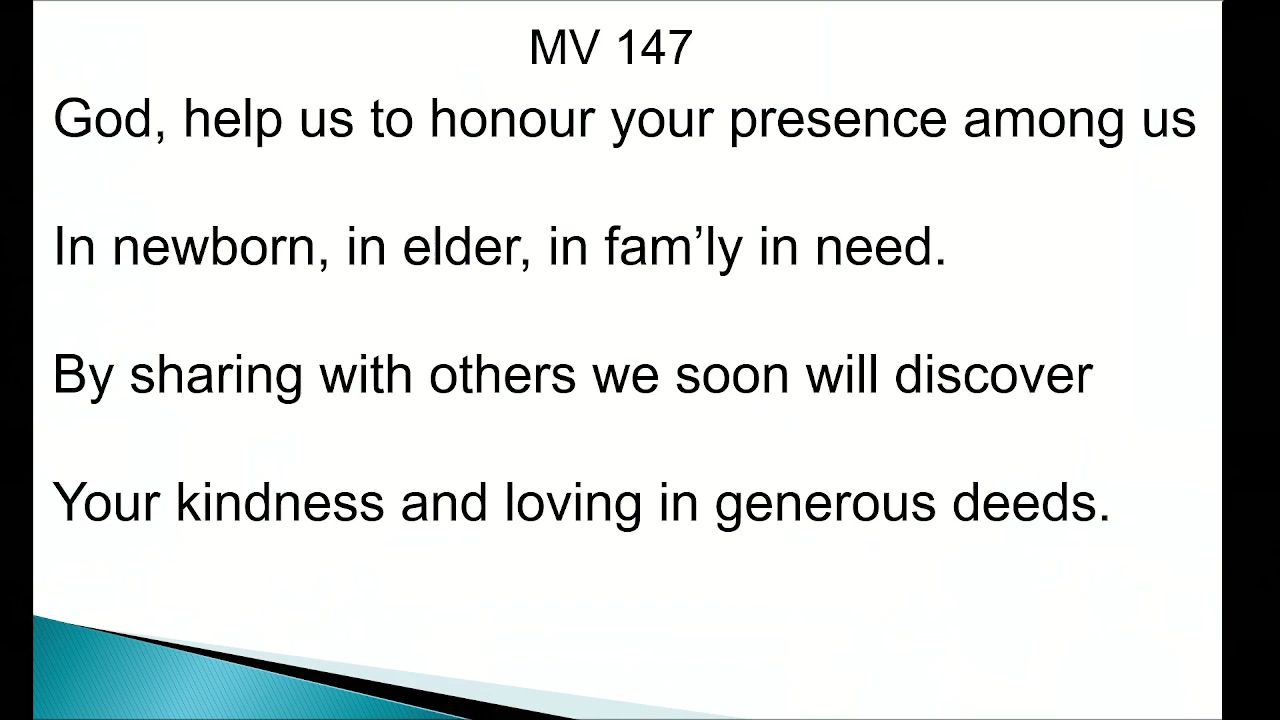 MV 147
God, help us to honour your presence among us
In newborn, in elder, in fam’ly in need.
By sharing with others we soon will discover
Your kindness and loving in generous deeds.